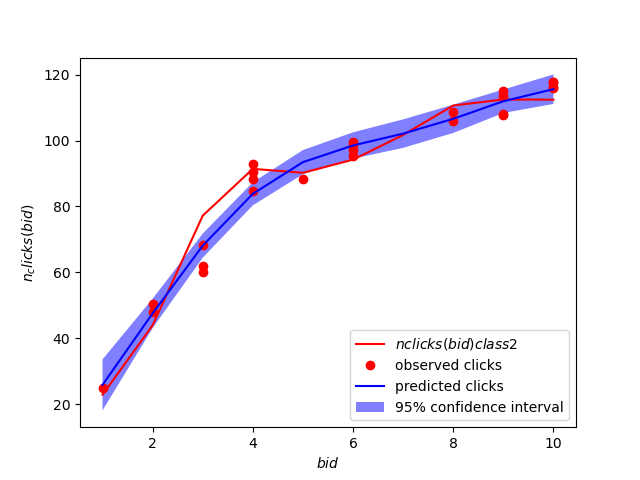 120
100
80
60
40
20
n_clicks(bid)
nclicks(bid)class2
observed clicks
predicted clicks
95% confidence interval
2
4
6
8
10
bid